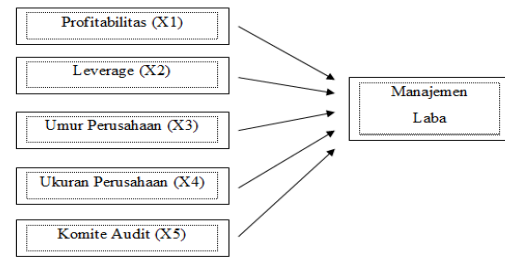 Profitabilitas (X1)
Leverage (X2)
Umur Perusahaan (X3)
Ukuran Perusahaan (X4)
Komite Audit (X5)
Manajemen
Laba